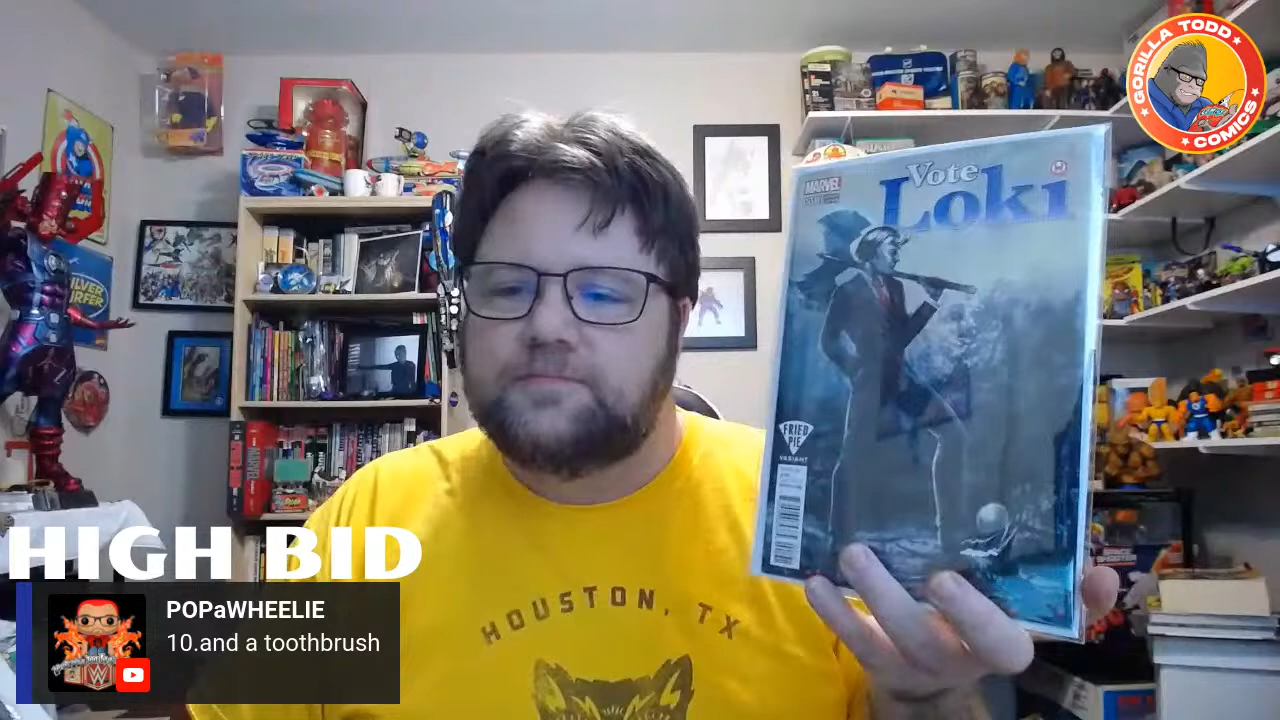 GORILLA TODD
COMICS
Vote
Loki
MARVEL
FRIED
PIE
VARIANT
SILVER
SURFER
MARVEL
HIGH BID
POPaWHEELIE
10.and a toothbrush
HOUSTON, TX